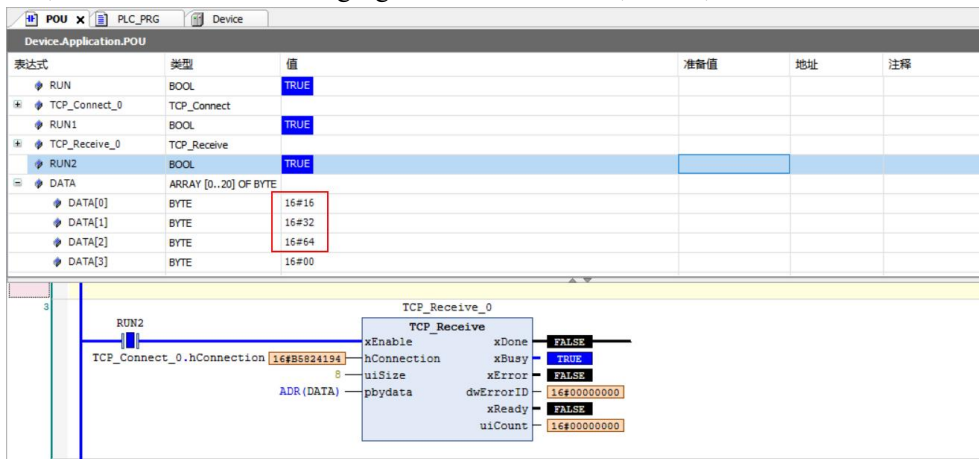 POU PLC_PRG Device
Device.Application.POU
表达式 类型 值 准备值 地址 注释
RUN BOOL TRUE
TCP_Connect_0 TCP_Connect
RUN1 BOOL TRUE
TCP_Receive_0 TCP_Receive
RUN2 BOOL TRUE
DATA ARRAY [0..20] OF BYTE
DATA[0] BYTE 16#16
DATA[1] BYTE 16#32
DATA[2] BYTE 16#64
DATA[3] BYTE 16#00
3
TCP_Receive_0
RUN2 TCP_Receive
xEnable xDone FALSE
TCP_Connect_0.hConnection 16#B5824194 hConnection xBusy TRUE
8 uiSize xError FALSE
ADR(DATA) pbydata dwErrorID 16#00000000
xReady FALSE
uiCount 16#00000000